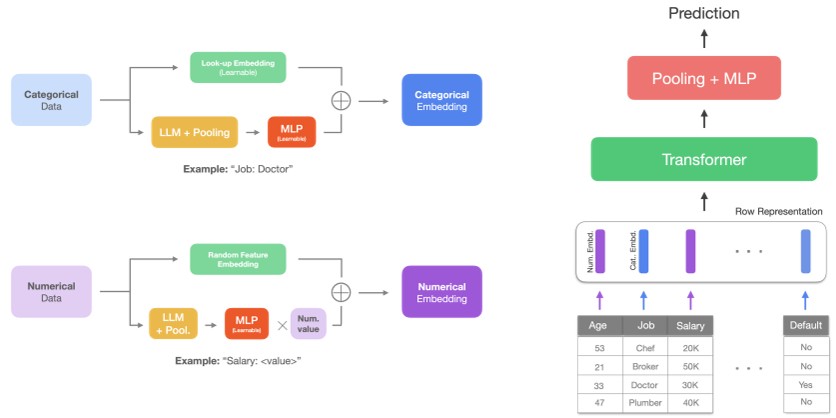 Categorical
Data
Look-up Embedding
(Learnable)
LLM + Pooling
MLP
(Learnable)
Categorical
Embedding
Example: “Job: Doctor”
Numerical
Data
Random Feature
Embedding
LLM
+ Pool.
MLP
(Learnable)
Num.
value
Numerical
Embedding
Example: “Salary: <value>”
Prediction
Pooling + MLP
Transformer
Row Representation
Num. Embd.
Cat.. Embd.
Age Job Salary Default
53 Chef 20K No
21 Broker 50K No
33 Doctor 30K Yes
47 Plumber 40K No